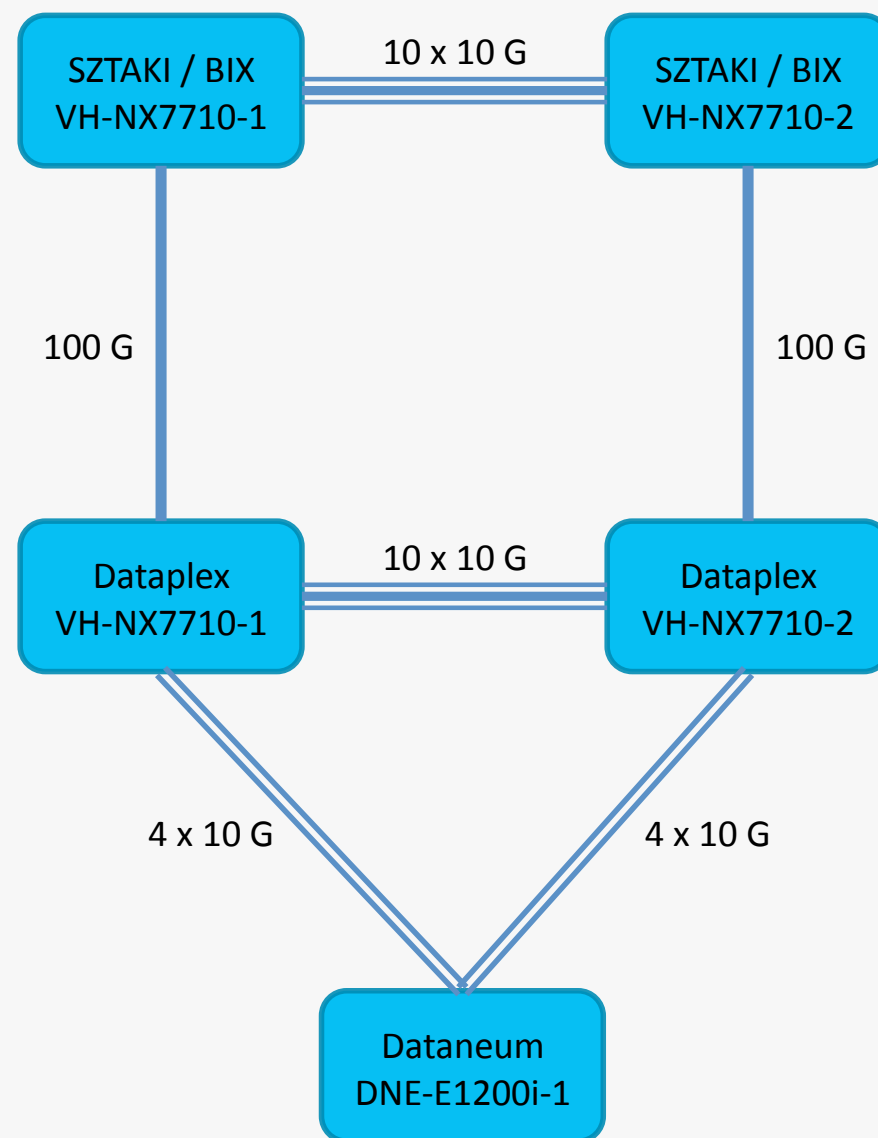 SZTAKI / BIX
VH-NX7710-1
10 x 10 G
SZTAKI / BIX
VH-NX7710-2
100 G
100 G
Dataplex
VH-NX7710-1
10 x 10 G
Dataplex
VH-NX7710-2
4 x 10 G
4 x 10 G
Dataneum
DNE-E1200i-1